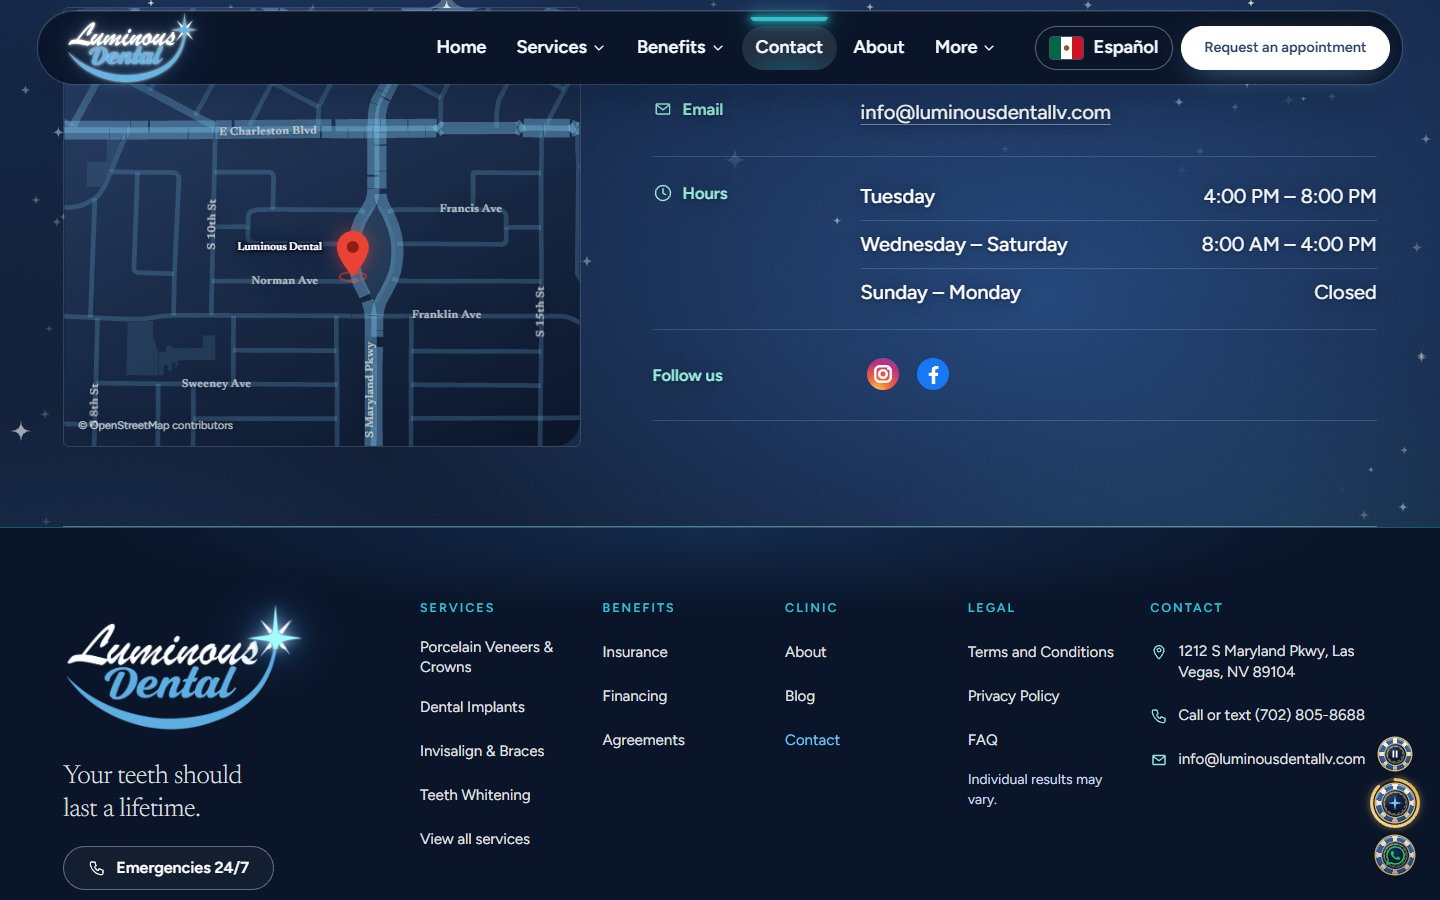 Luminous
Dental
Home
Services
Benefits
Contact
About
More
Español
Request an appointment
E Charleston Blvd
S 10th St
Francis Ave
Luminous Dental
Norman Ave
Franklin Ave
S 15th St
S Maryland Pkwy
Sweeney Ave
8th St
© OpenStreetMap contributors
Email
info@luminousdentallv.com
Hours
Tuesday
4:00 PM – 8:00 PM
Wednesday – Saturday
8:00 AM – 4:00 PM
Sunday – Monday
Closed
Follow us
Luminous
Dental
Your teeth should
last a lifetime.
Emergencies 24/7
SERVICES
Porcelain Veneers &
Crowns
Dental Implants
Invisalign & Braces
Teeth Whitening
View all services
BENEFITS
Insurance
Financing
Agreements
CLINIC
About
Blog
Contact
LEGAL
Terms and Conditions
Privacy Policy
FAQ
Individual results may
vary.
CONTACT
1212 S Maryland Pkwy, Las
Vegas, NV 89104
Call or text (702) 805-8688
info@luminousdentallv.com